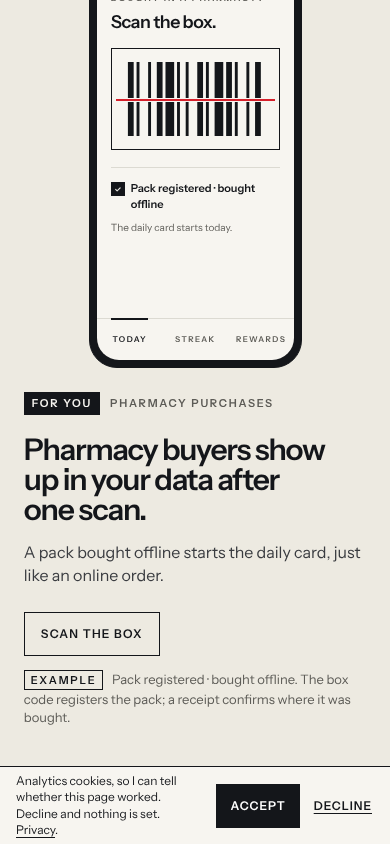 Scan the box.
Pack registered · bought
offline
The daily card starts today.
TODAY STREAK REWARDS
FOR YOU PHARMACY PURCHASES
Pharmacy buyers show
up in your data after
one scan.
A pack bought offline starts the daily card, just
like an online order.
SCAN THE BOX
EXAMPLE Pack registered · bought offline. The box
code registers the pack; a receipt confirms where it was
bought.
Analytics cookies, so I can tell
whether this page worked.
Decline and nothing is set.
Privacy.
ACCEPT DECLINE